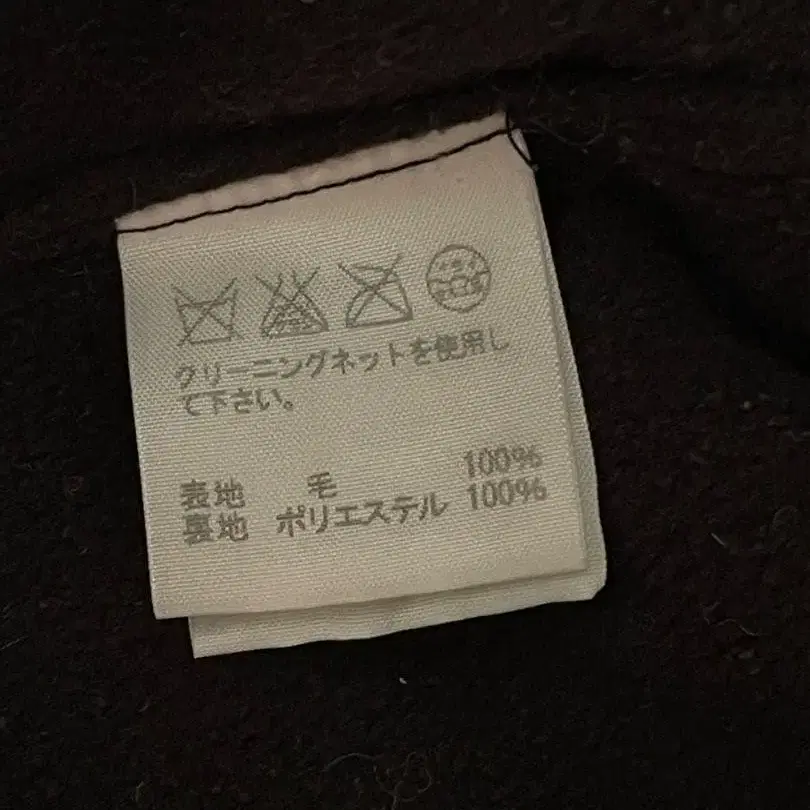 クリーニングネットを使用し
て下さい。
表地 毛 100%
裏地 ポリエステル 100%